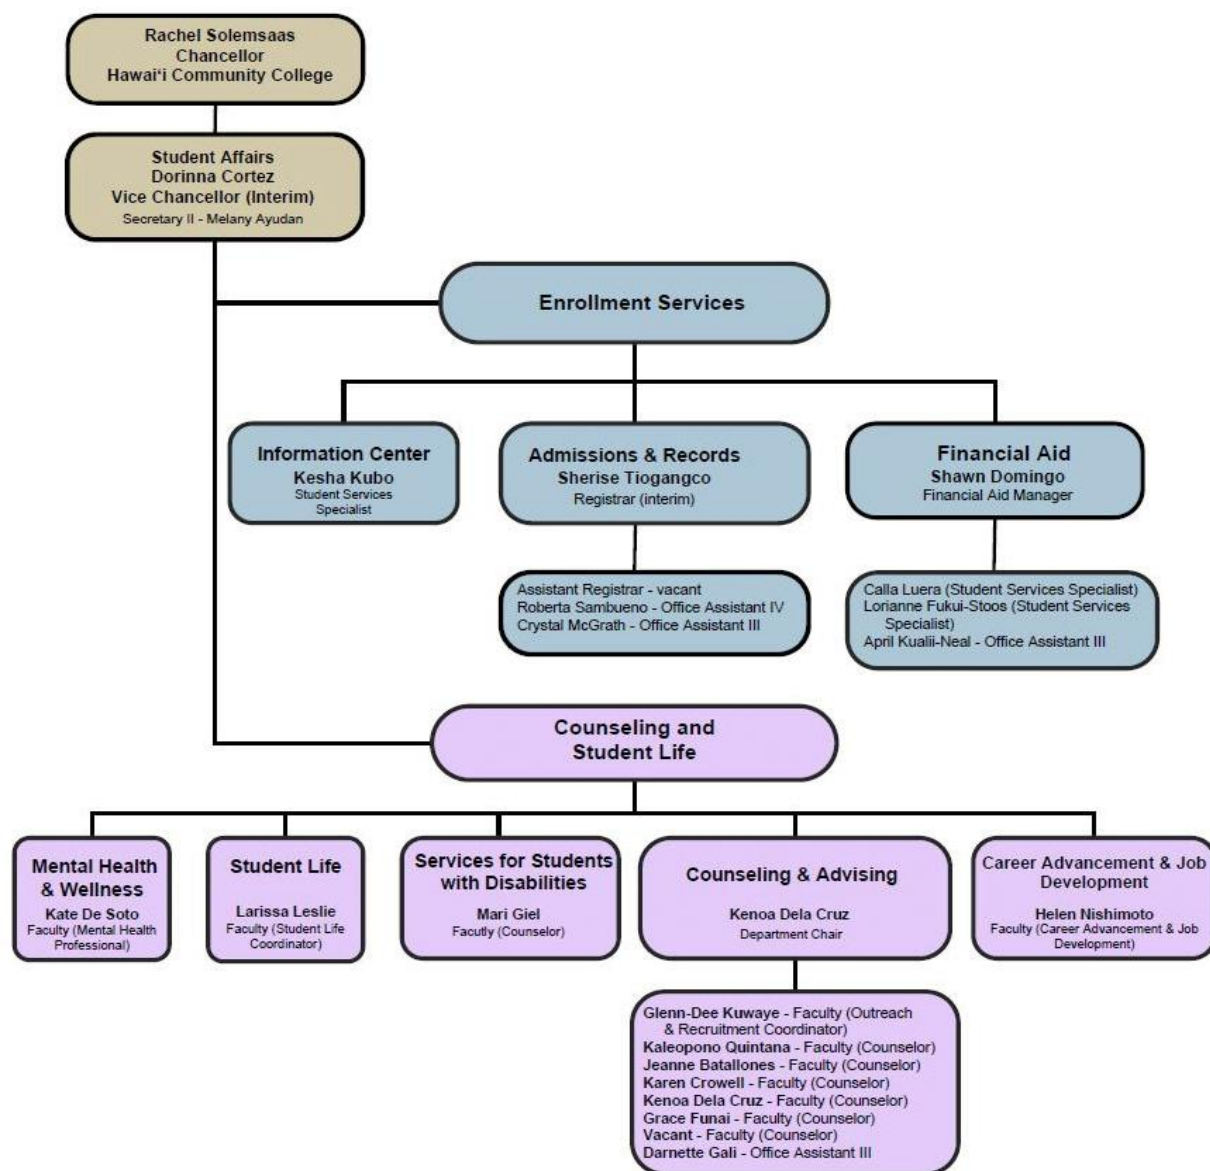 Rachel Solemsaas
Chancellor
Hawaiʻi Community College
Student Affairs
Dorinna Cortez
Vice Chancellor (Interim)
Secretary II - Melany Ayudan
Enrollment Services
Information Center
Kesha Kubo
Student Services
Specialist
Admissions & Records
Sherise Tiogangco
Registrar (interim)
Financial Aid
Shawn Domingo
Financial Aid Manager
Assistant Registrar - vacant
Roberta Sambueno - Office Assistant IV
Crystal McGrath - Office Assistant III
Calla Luera (Student Services Specialist)
Lorianne Fukui-Stoos (Student Services
Specialist)
April Kualii-Neal - Office Assistant III
Counseling and
Student Life
Mental Health
& Wellness
Kate De Soto
Faculty (Mental Health
Professional)
Student Life
Larissa Leslie
Faculty (Student Life
Coordinator)
Services for Students
with Disabilities
Mari Giel
Facutly (Counselor)
Counseling & Advising
Kenoa Dela Cruz
Department Chair
Career Advancement & Job
Development
Helen Nishimoto
Faculty (Career Advancement & Job
Development)
Glenn-Dee Kuwaye - Faculty (Outreach
& Recruitment Coordinator)
Kaleopono Quintana - Faculty (Counselor)
Jeanne Batallones - Faculty (Counselor)
Karen Crowell - Faculty (Counselor)
Kenoa Dela Cruz - Faculty (Counselor)
Grace Funai - Faculty (Counselor)
Vacant - Faculty (Counselor)
Darnette Gali - Office Assistant III